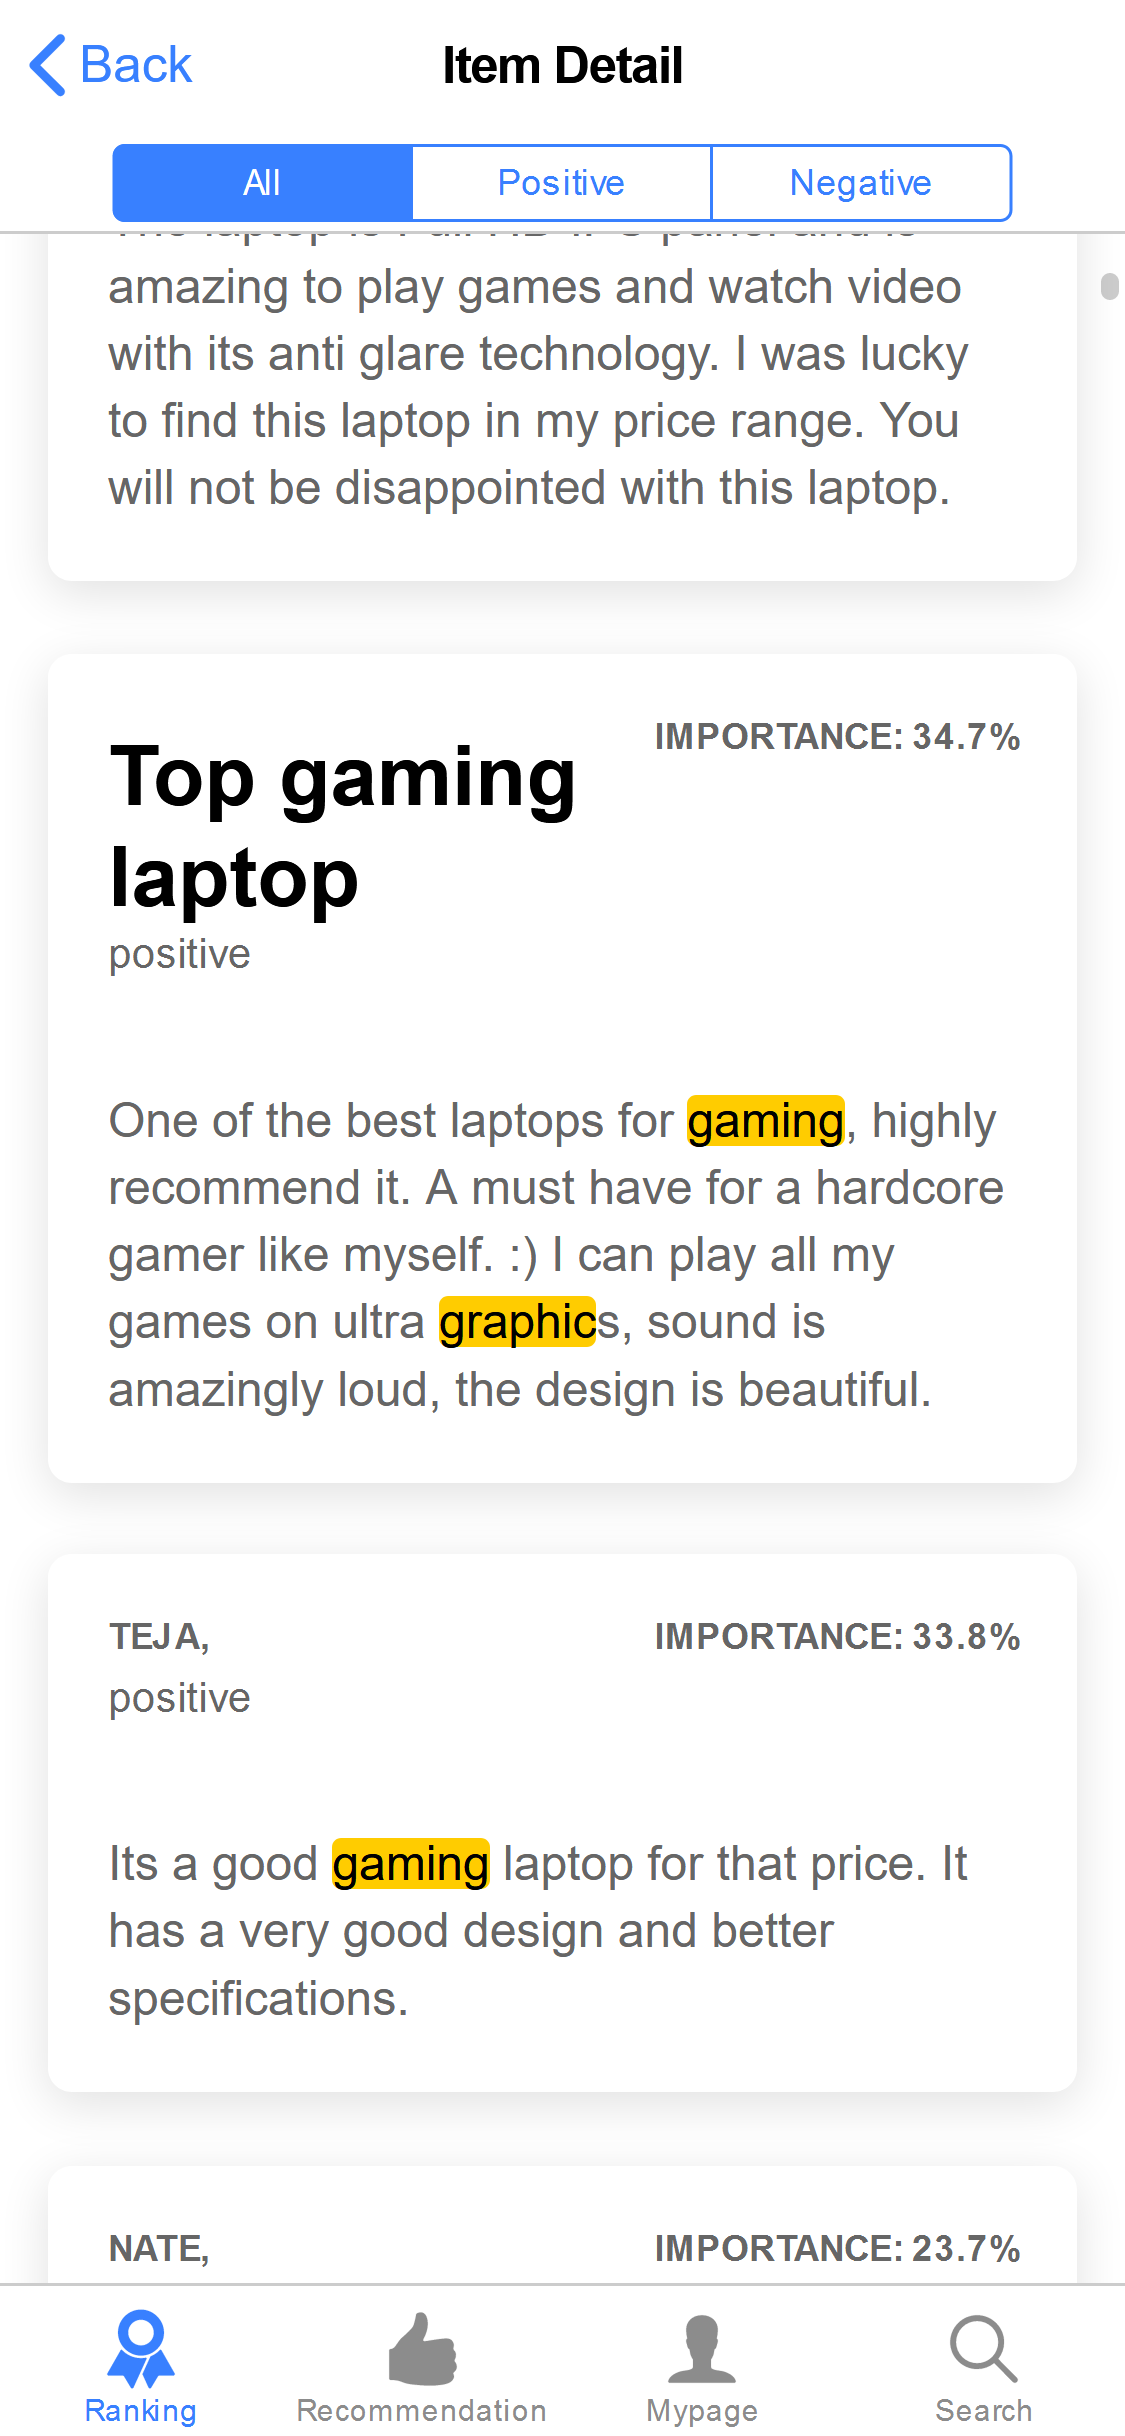 Back
Item Detail
All
Positive
Negative
amazing to play games and watch video
with its anti glare technology. I was lucky
to find this laptop in my price range. You
will not be disappointed with this laptop.
IMPORTANCE: 34.7%
Top gaming
laptop
positive
One of the best laptops for gaming, highly
recommend it. A must have for a hardcore
gamer like myself. :) I can play all my
games on ultra graphics, sound is
amazingly loud, the design is beautiful.
TEJA,
IMPORTANCE: 33.8%
positive
Its a good gaming laptop for that price. It
has a very good design and better
specifications.
NATE,
IMPORTANCE: 23.7%
Ranking
Recommendation
Mypage
Search